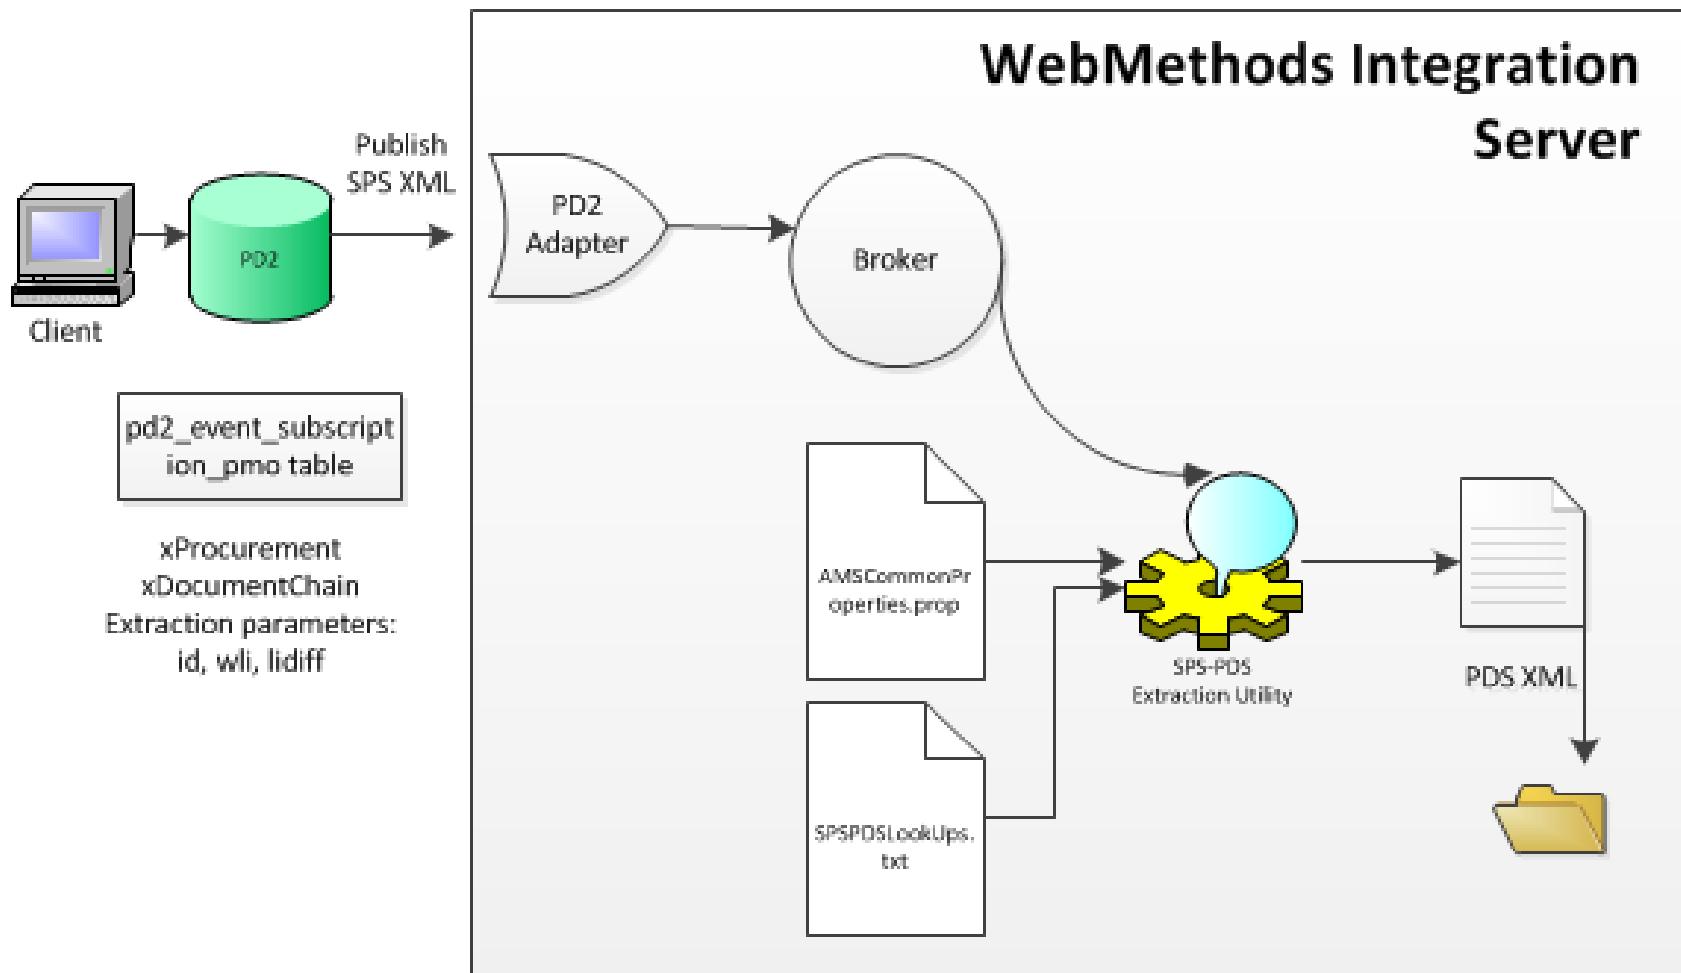 WebMethods Integration
Server
Publish
SPS XML
PD2
Adapter
Broker
PD2
Client
pd2_event_subscript
ion_pmo table
xProcurement
xDocumentChain
Extraction parameters:
id, wli, lidiff
AMSCommonPr
operties.prop
SPS-PDS
Extraction Utility
PDS XML
SPSPDSLookUps.
txt